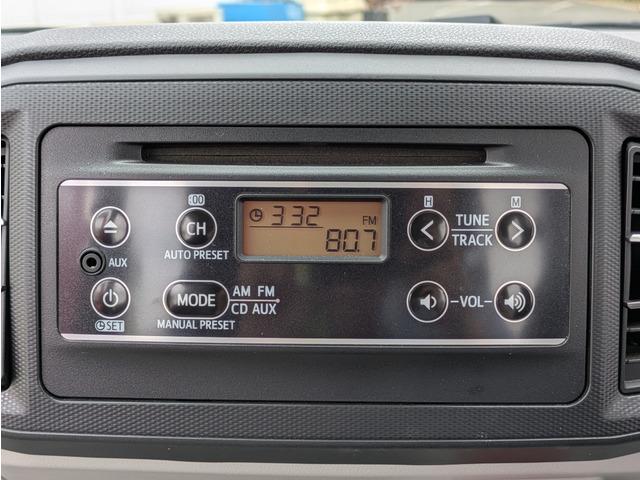 :00
CH
AUTO PRESET
AUX
SET
MODE
AM FM
CD AUX
MANUAL PRESET
3:32
FM
80.7
H
M
TUNE
TRACK
VOL